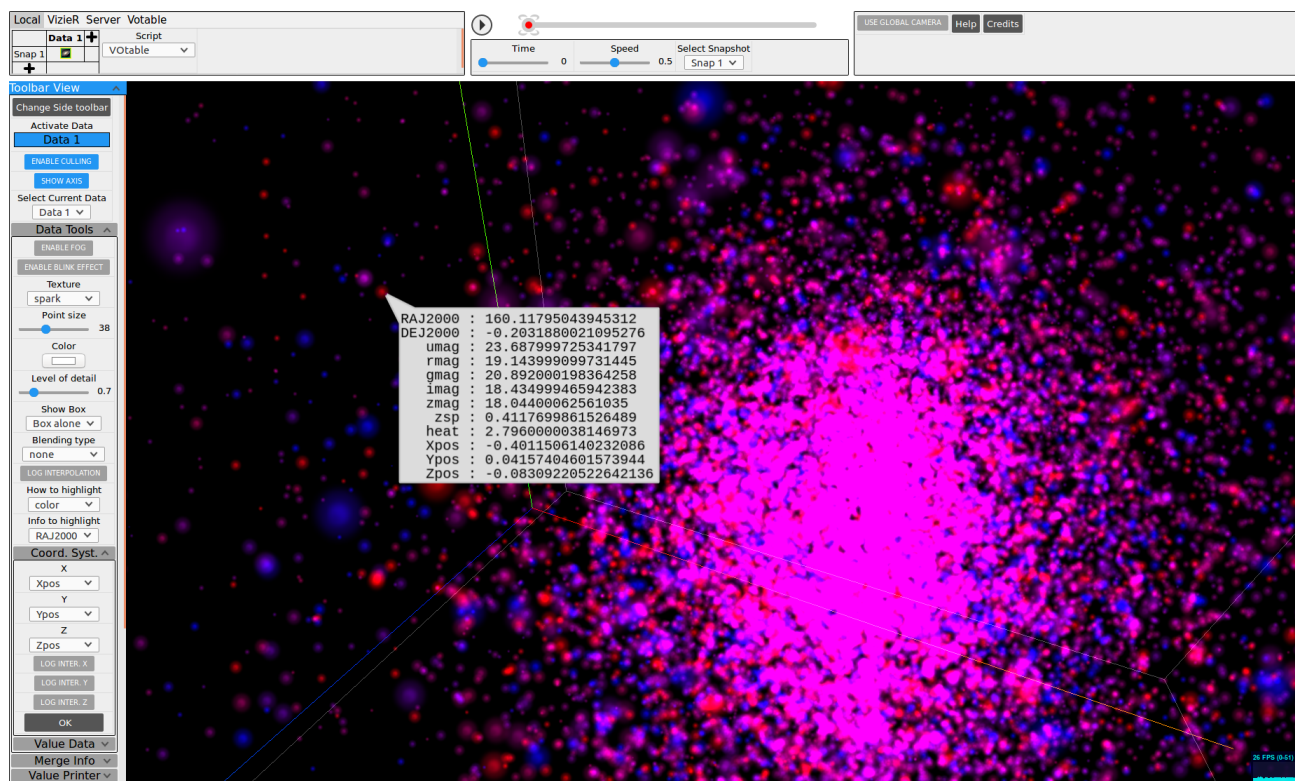 Local VizieR Server Votable
Data 1 ✚ Script
Snap 1 VOtable
✚
Time Speed Select Snapshot
0 0.5 Snap 1
USE GLOBAL CAMERA Help Credits
Toolbar View
Change Side toolbar
Activate Data
Data 1
ENABLE CULLING
SHOW AXIS
Select Current Data
Data 1
Data Tools
ENABLE FOG
ENABLE BLINK EFFECT
Texture
spark
Point size
38
Color
Level of detail
0.7
Show Box
Box alone
Blending type
none
LOG INTERPOLATION
How to highlight
color
Info to highlight
RAJ2000
Coord. Syst.
X
Xpos
Y
Ypos
Z
Zpos
LOG INTER. X
LOG INTER. Y
LOG INTER. Z
OK
Value Data
Merge Info
Value Printer
RAJ2000 : 160.11795043945312
DEJ2000 : -0.2031880021095276
umag : 23.687999725341797
rmag : 19.143999099731445
gmag : 20.892000198364258
imag : 18.434999465942383
zmag : 18.04400062561035
zsp : 0.4117699861526489
heat : 2.7960000038146973
Xpos : -0.4011506140232086
Ypos : 0.04157404601573944
Zpos : -0.08309220522642136
26 FPS (0-51)